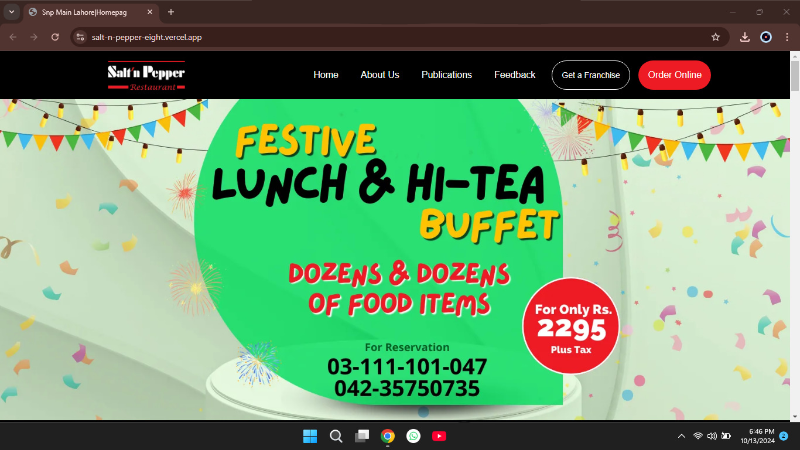 Snp Main Lahore|Homepag
salt-n-pepper-eight.vercel.app
Salt'n Pepper
Restaurant
Home
About Us
Publications
Feedback
Get a Franchise
Order Online
FESTIVE
LUNCH & HI-TEA
BUFFET
DOZENS & DOZENS
OF FOOD ITEMS
For Only Rs.
2295
Plus Tax
For Reservation
03-111-101-047
042-35750735
6:46 PM
10/13/2024
2